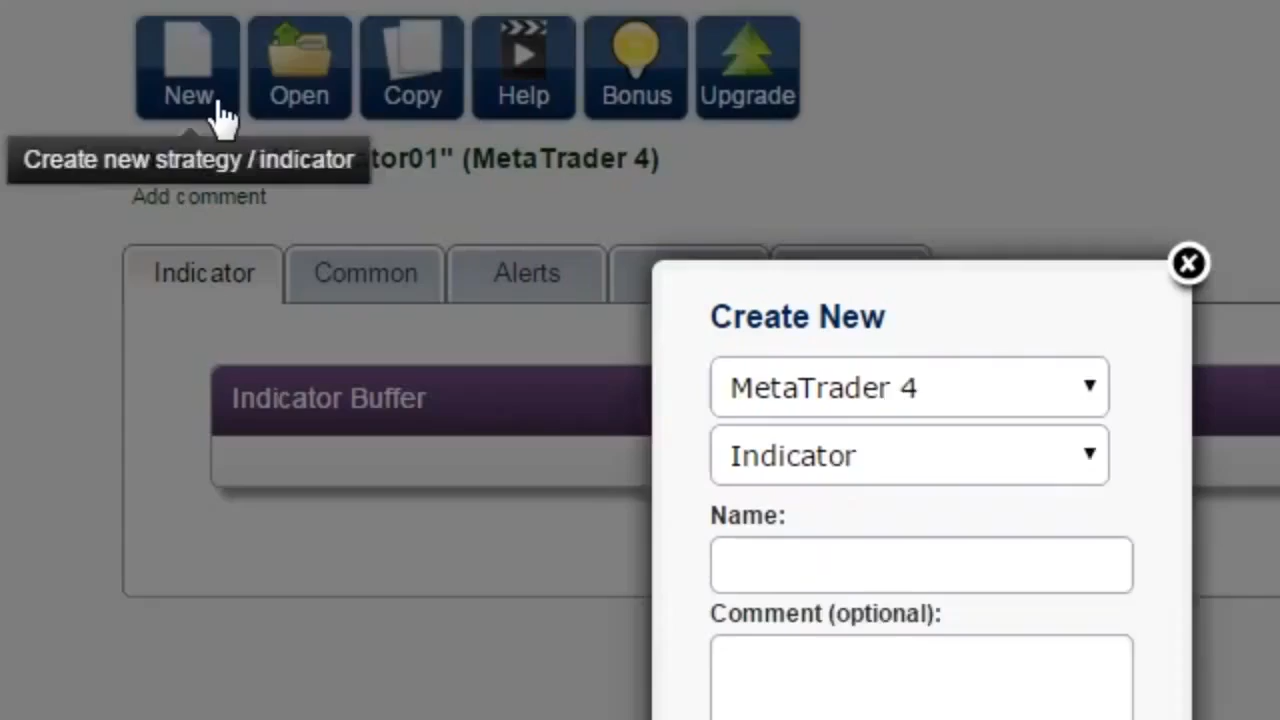 New Open Copy Help Bonus Upgrade
Create new strategy / indicator
tor01" (MetaTrader 4)
Add comment
Indicator Common Alerts
Create New
MetaTrader 4
Indicator Buffer
Indicator
Name:
Comment (optional):